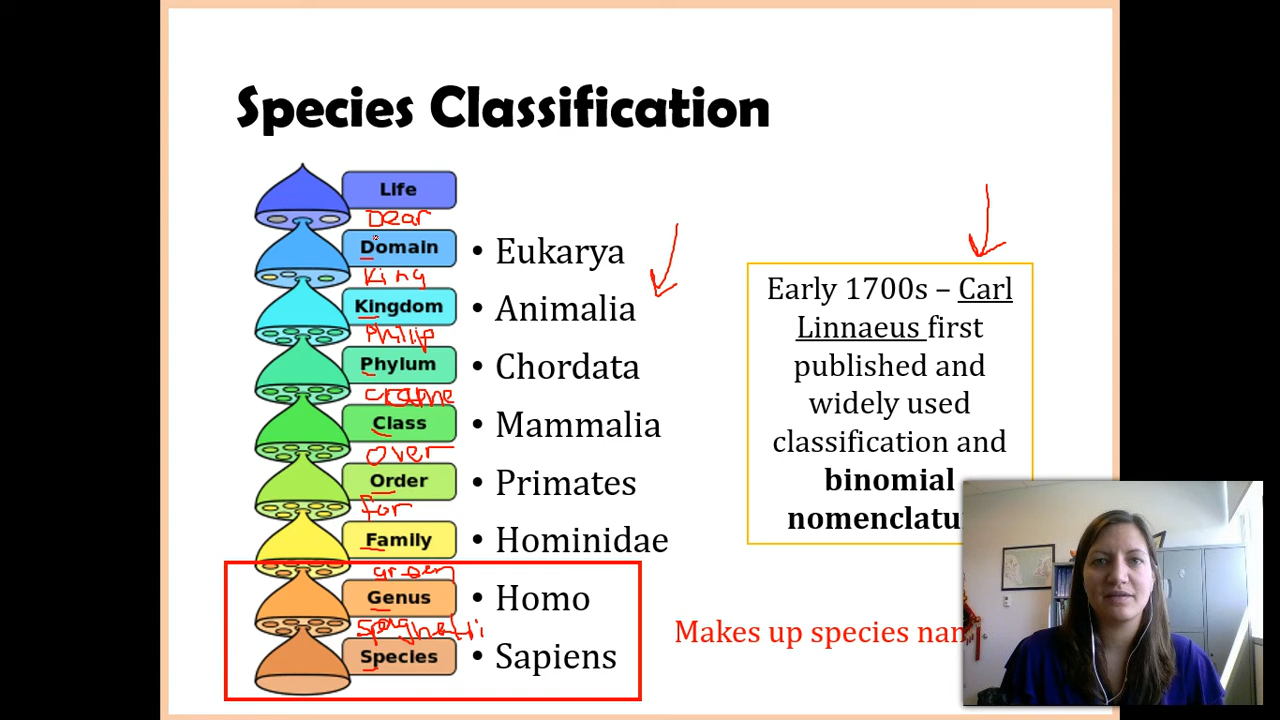 Species Classification
Life
Dear
Domain
• Eukarya
King
Kingdom
• Animalia
Philip
Phylum
• Chordata
came
Class
• Mammalia
over
Order
• Primates
for
Family
• Hominidae
green
Genus
• Homo
Spaghetti
Species
• Sapiens
Early 1700s – Carl
Linnaeus first
published and
widely used
classification and
binomial
nomenclatu
Makes up species nam